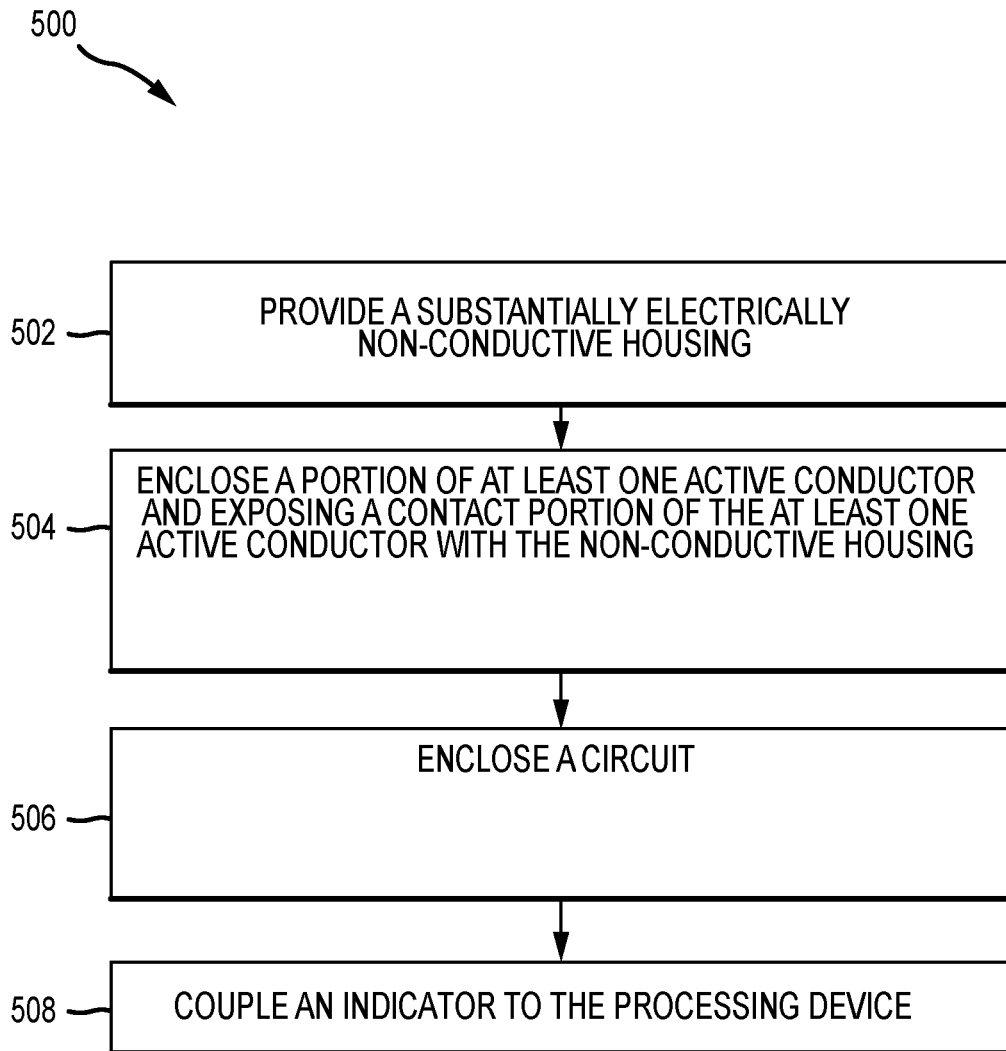 500
502
PROVIDE A SUBSTANTIALLY ELECTRICALLY
NON-CONDUCTIVE HOUSING
504
ENCLOSE A PORTION OF AT LEAST ONE ACTIVE CONDUCTOR
AND EXPOSING A CONTACT PORTION OF THE AT LEAST ONE
ACTIVE CONDUCTOR WITH THE NON-CONDUCTIVE HOUSING
506
ENCLOSE A CIRCUIT
508
COUPLE AN INDICATOR TO THE PROCESSING DEVICE